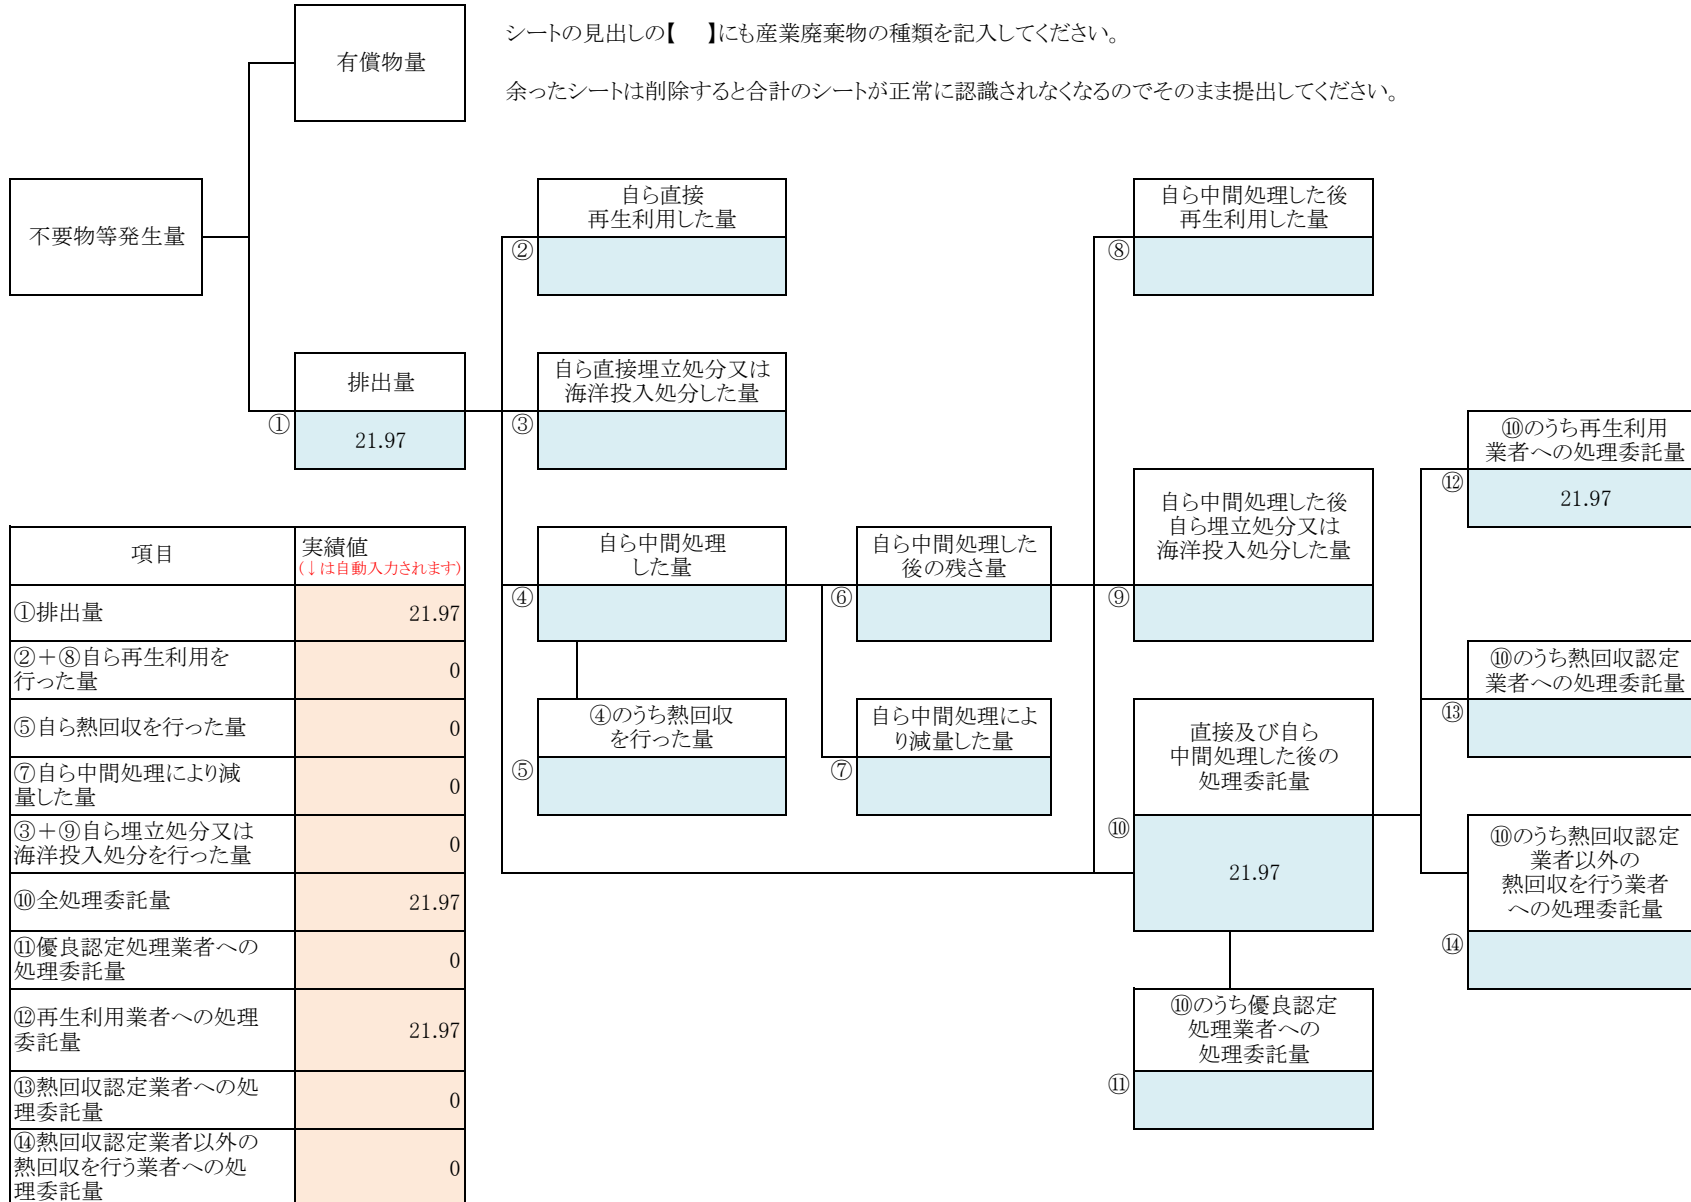 有償物量
シートの見出しの【　】にも産業廃棄物の種類を記入してください。
余ったシートは削除すると合計のシートが正常に認識されなくなるのでそのまま提出してください。
不要物等発生量
自ら直接
再生利用した量
②
自ら中間処理した後
再生利用した量
⑧
排出量
①
21.97
自ら直接埋立処分又は
海洋投入処分した量
③
⑩のうち再生利用
業者への処理委託量
⑫
21.97
自ら中間処理
した量
④
自ら中間処理した
後の残さ量
⑥
自ら中間処理した後
自ら埋立処分又は
海洋投入処分した量
⑨
⑩のうち熱回収認定
業者への処理委託量
⑬
④のうち熱回収
を行った量
⑤
自ら中間処理によ
り減量した量
⑦
直接及び自ら
中間処理した後の
処理委託量
⑩
21.97
⑩のうち熱回収認定
業者以外の
熱回収を行う業者
への処理委託量
⑭
⑩のうち優良認定
処理業者への
処理委託量
⑪
項目
実績値
(↓は自動入力されます)
①排出量
21.97
②＋⑧自ら再生利用を
行った量
0
⑤自ら熱回収を行った量
0
⑦自ら中間処理により減
量した量
0
③＋⑨自ら埋立処分又は
海洋投入処分を行った量
0
⑩全処理委託量
21.97
⑪優良認定処理業者への
処理委託量
0
⑫再生利用業者への処理
委託量
21.97
⑬熱回収認定業者への処
理委託量
0
⑭熱回収認定業者以外の
熱回収を行う業者への処
理委託量
0